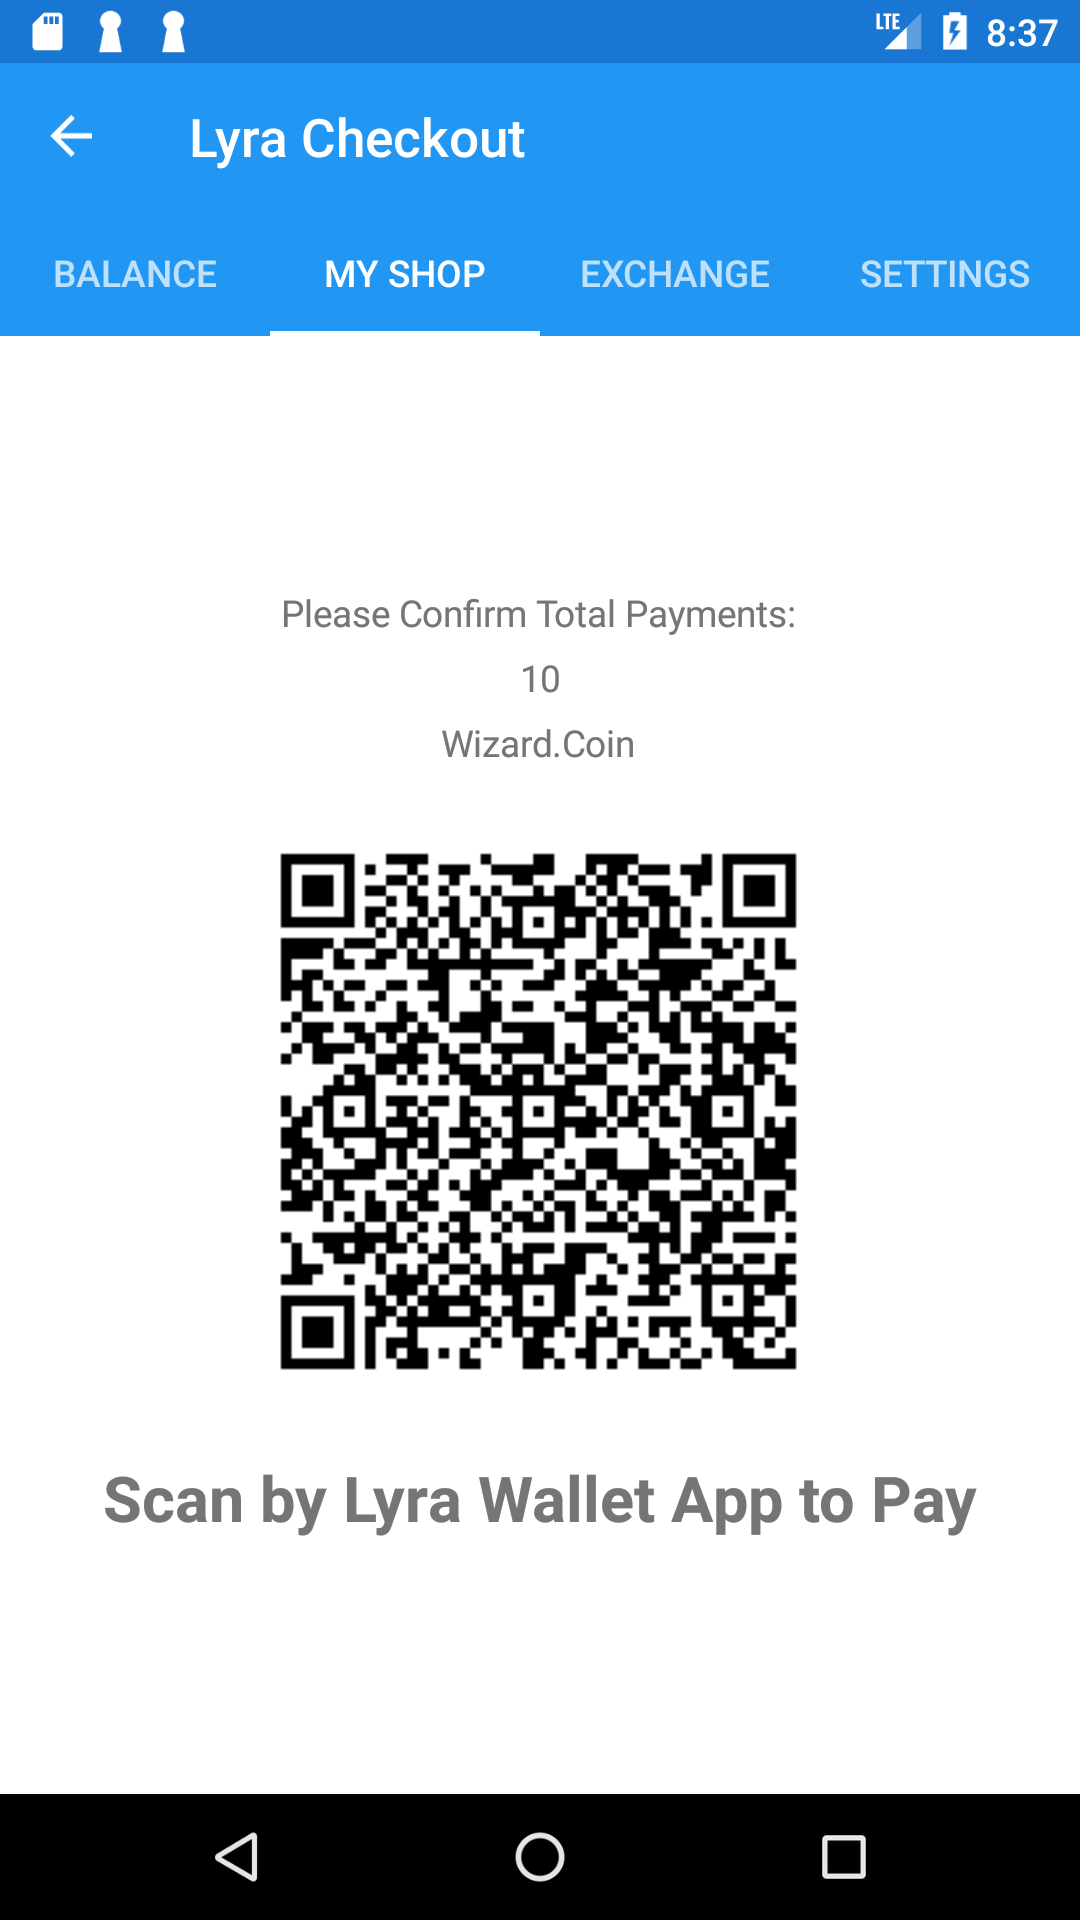 LTE 8:37
Lyra Checkout
BALANCE MY SHOP EXCHANGE SETTINGS
Please Confirm Total Payments:
10
Wizard.Coin
Scan by Lyra Wallet App to Pay